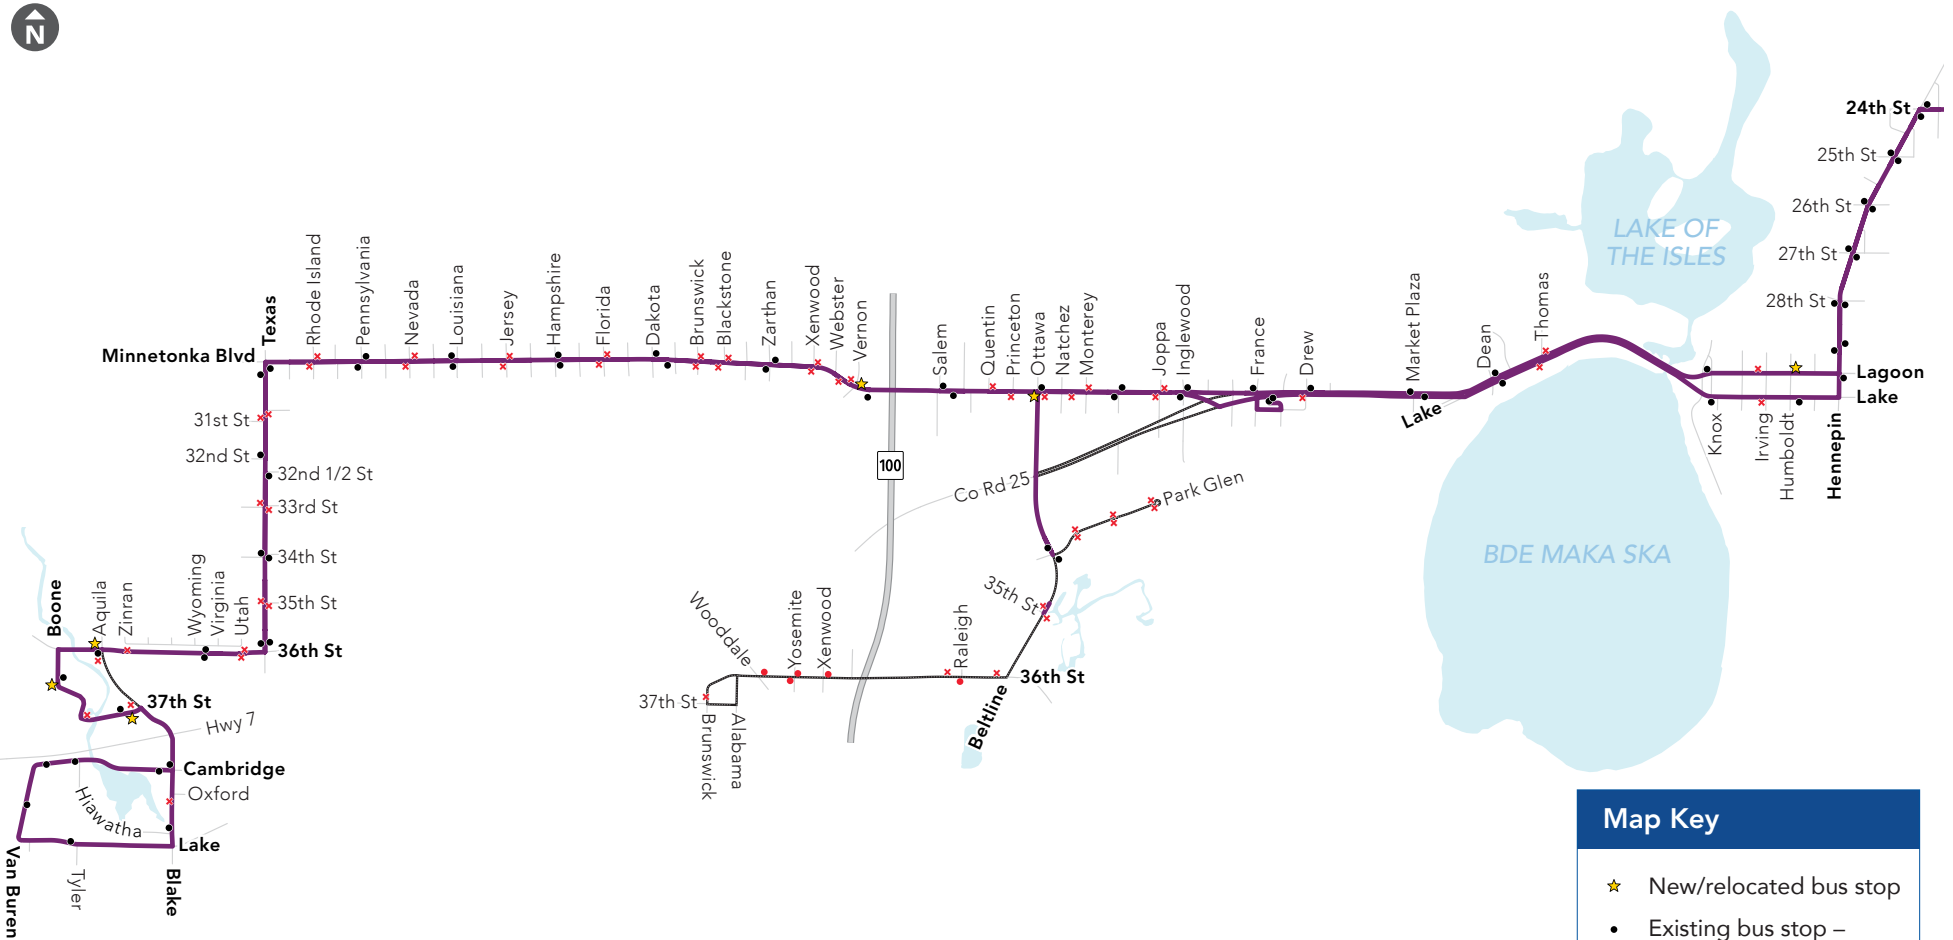 N
24th St
25th St
26th St
27th St
28th St
LAKE OF
THE ISLES
Lagoon
Lake
Hennepin
Knox
Irving
Humboldt
Thomas
Dean
Market Plaza
Lake
Drew
France
Inglewood
Joppa
Monterey
Natchez
Ottawa
Princeton
Quentin
Salem
Vernon
Webster
Xenwood
Zarthan
Blackstone
Brunswick
Dakota
Florida
Hampshire
Jersey
Louisiana
Nevada
Pennsylvania
Rhode Island
Texas
Minnetonka Blvd
31st St
32nd St
32nd 1/2 St
33rd St
34th St
35th St
36th St
Utah
Virginia
Wyoming
Zinran
Aquila
Boone
37th St
Hwy 7
Cambridge
Oxford
Hiawatha
Lake
Van Buren
Tyler
Blake
100
Co Rd 25
Park Glen
35th St
36th St
Beltline
Raleigh
Xenwood
Yosemite
Wooddale
37th St
Brunswick
Alabama
BDE MAKA SKA
Map Key
New/relocated bus stop
Existing bus stop –